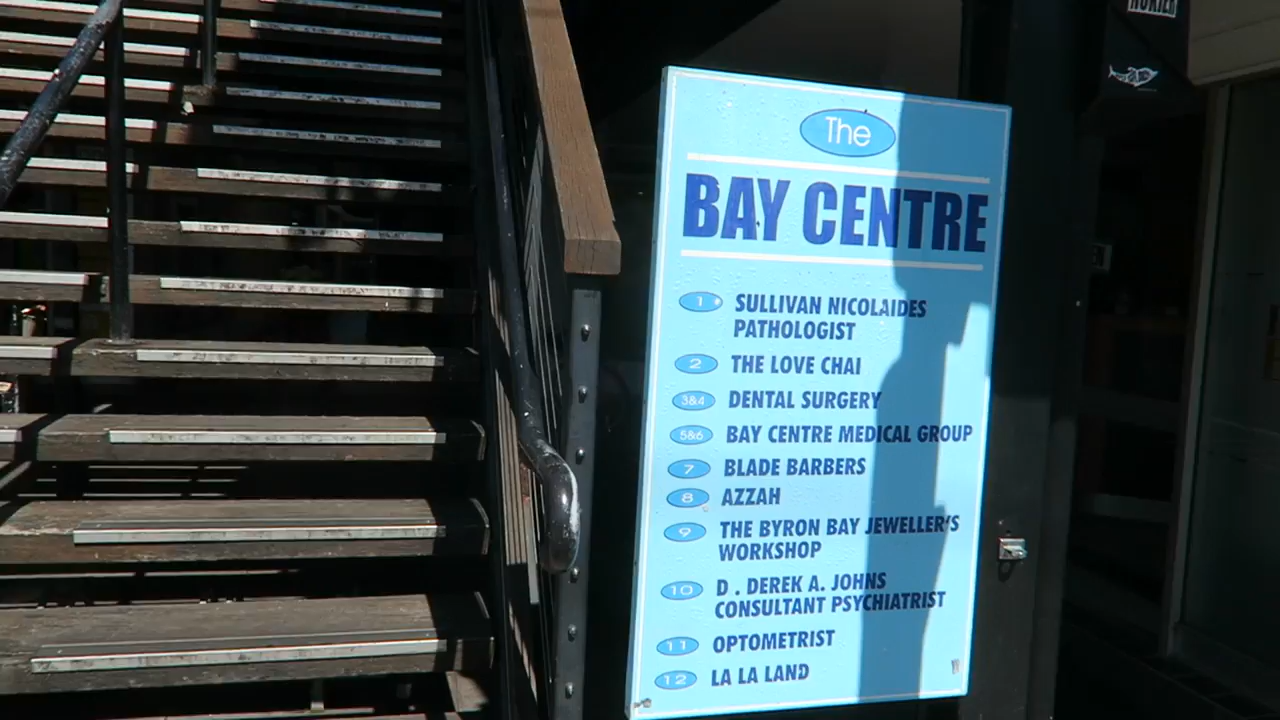 The
BAY CENTRE
1 SULLIVAN NICOLAIDES
PATHOLOGIST
2 THE LOVE CHAI
3&4 DENTAL SURGERY
5&6 BAY CENTRE MEDICAL GROUP
7 BLADE BARBERS
8 AZZAH
9 THE BYRON BAY JEWELLER'S
WORKSHOP
10 D . DEREK A. JOHNS
CONSULTANT PSYCHIATRIST
11 OPTOMETRIST
12 LA LA LAND